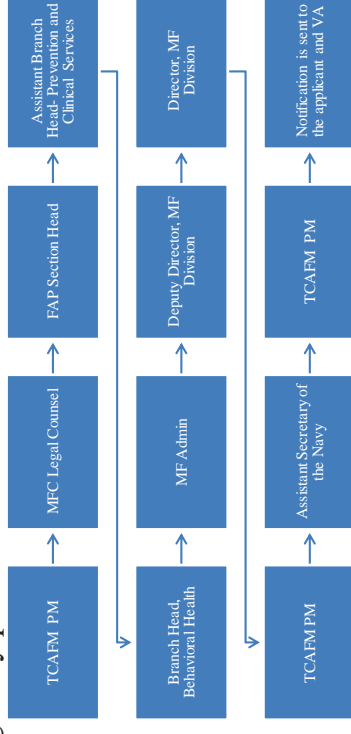 TCAFM PM
MFC Legal Counsel
FAP Section Head
Assistant Branch
Head- Prevention and
Clinical Services
Branch Head,
Behavioral Health
MF Admin
Deputy Director, MF
Division
Director, MF
Division
TCAFM PM
Assistant Secretary of
the Navy
TCAFM PM
Notification is sent to
the applicant and VA